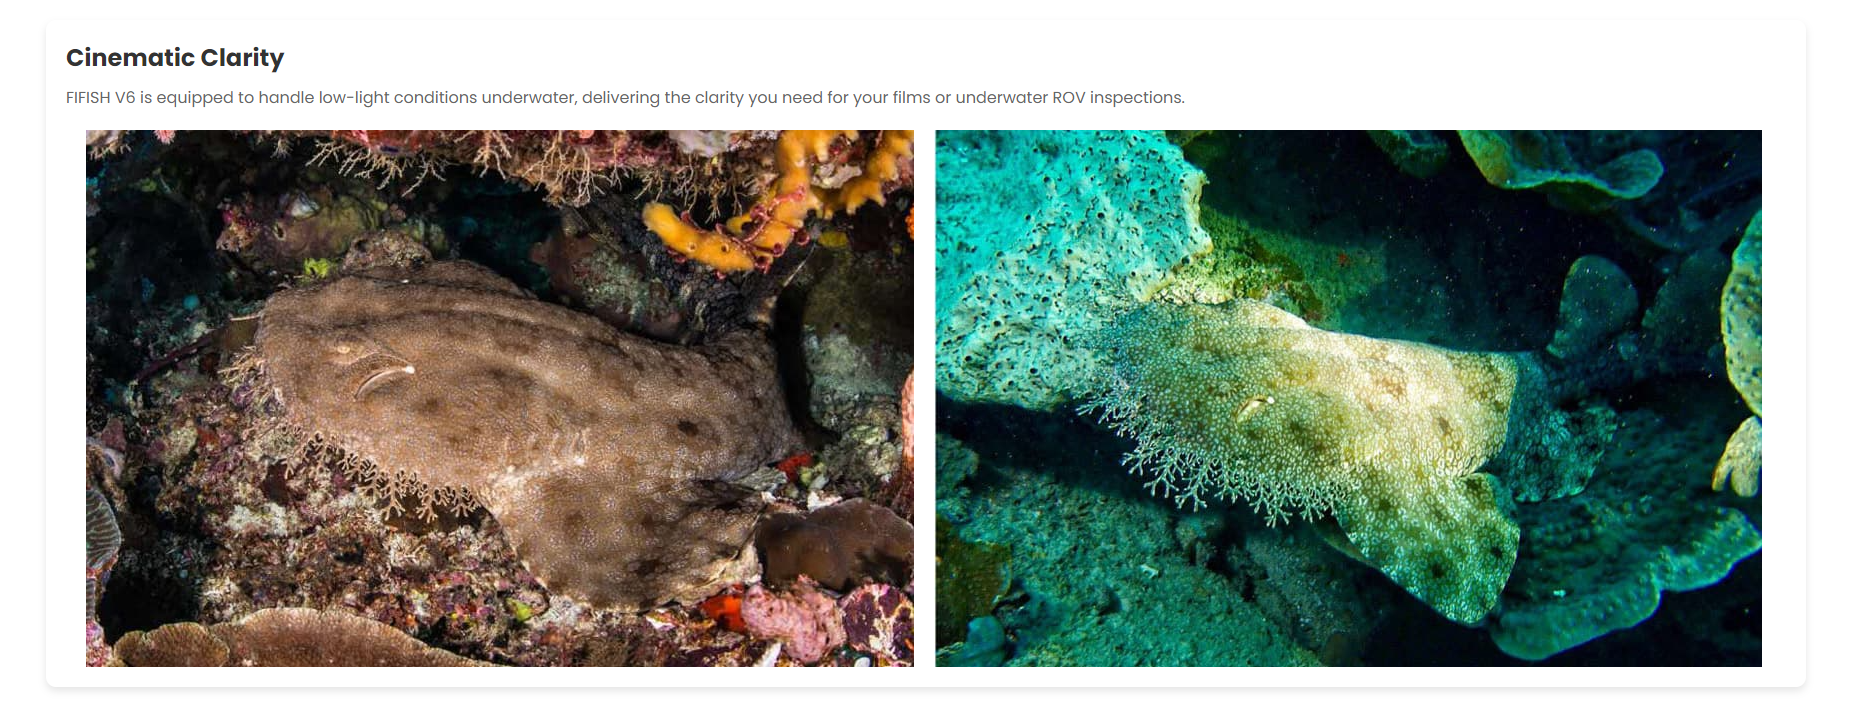 Cinematic Clarity
FIFISH V6 is equipped to handle low-light conditions underwater, delivering the clarity you need for your films or underwater ROV inspections.